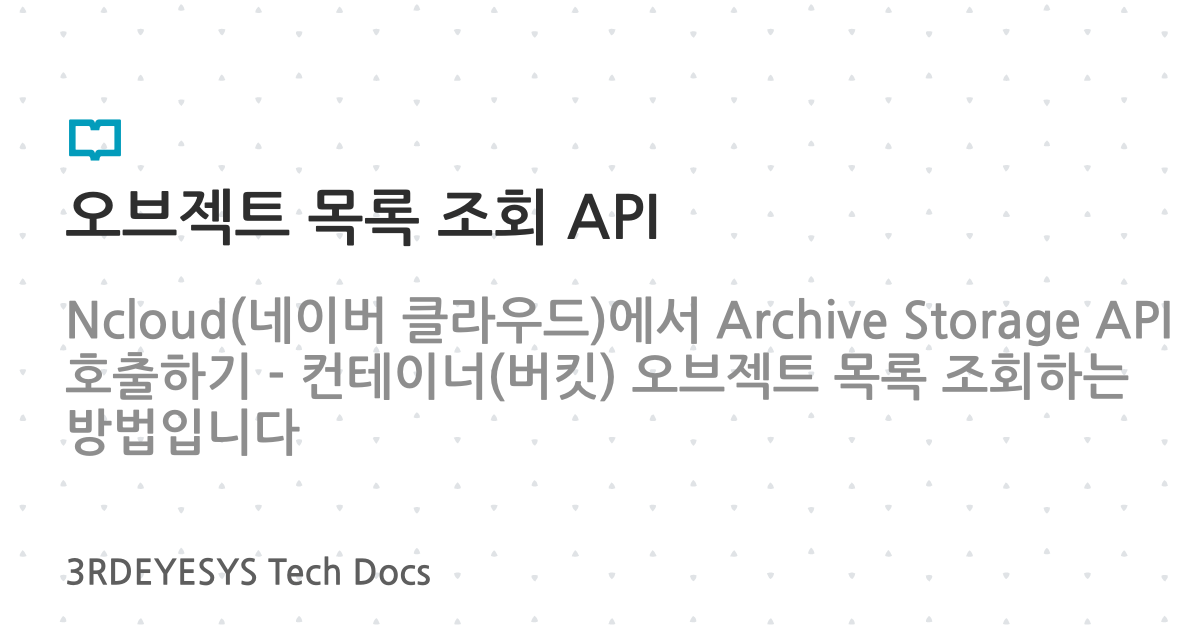 오브젝트 목록 조회 API
Ncloud(네이버 클라우드)에서 Archive Storage API
호출하기 - 컨테이너(버킷) 오브젝트 목록 조회하는
방법입니다
3RDEYESYS Tech Docs